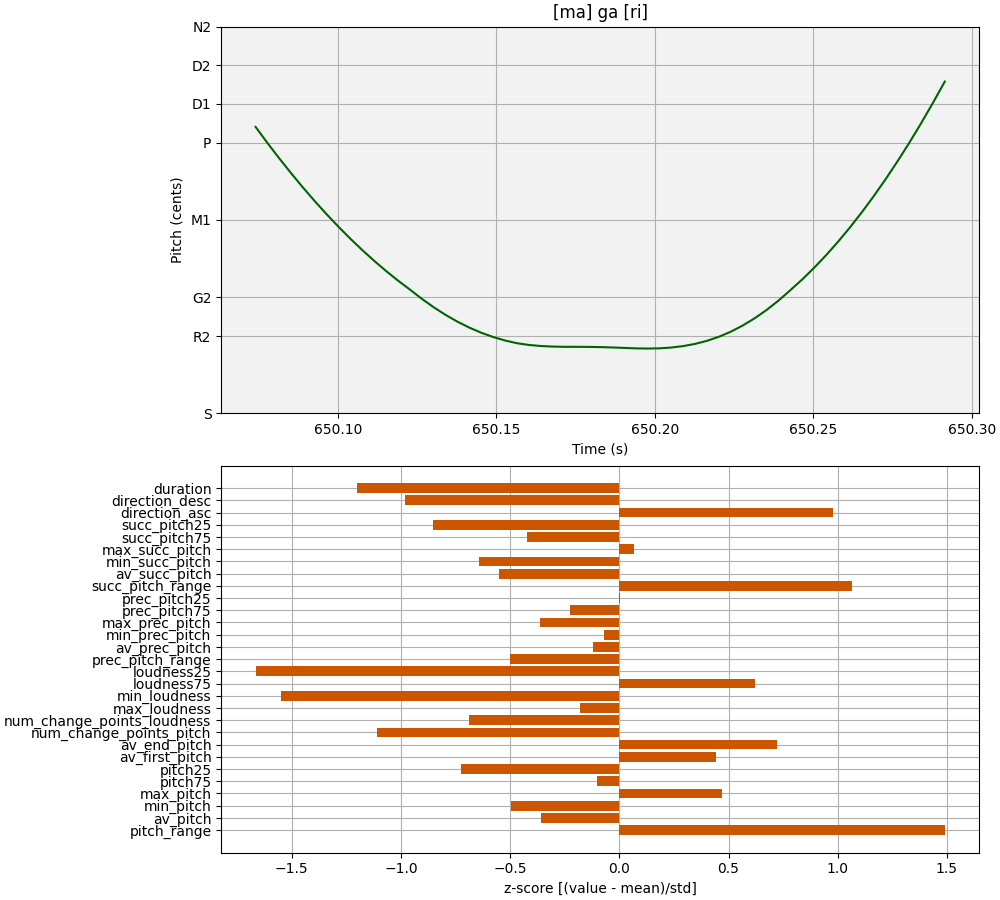 [ma] ga [ri]
N2
D2
D1
P
M1
G2
R2
S
Pitch (cents)
650.10 650.15 650.20 650.25 650.30
Time (s)
duration
direction_desc
direction_asc
succ_pitch25
succ_pitch75
max_succ_pitch
min_succ_pitch
av_succ_pitch
succ_pitch_range
prec_pitch25
prec_pitch75
max_prec_pitch
min_prec_pitch
av_prec_pitch
prec_pitch_range
loudness25
loudness75
min_loudness
max_loudness
num_change_points_loudness
num_change_points_pitch
av_end_pitch
av_first_pitch
pitch25
pitch75
max_pitch
min_pitch
av_pitch
pitch_range
−1.5 −1.0 −0.5 0.0 0.5 1.0 1.5
z-score [(value - mean)/std]